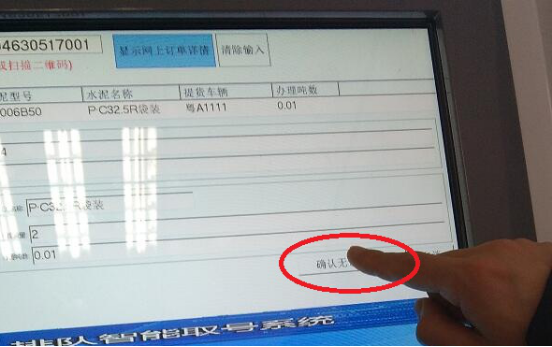 04630517001 显示网上订单详情 清除输入
或扫描二维码)
泥型号 水泥名称 提货车辆 办理吨数
006B50 P·C32.5R袋装 粤A1111 0.01
4
P·C32.5R袋装
2
0.01
确认无
排队智能取号系统